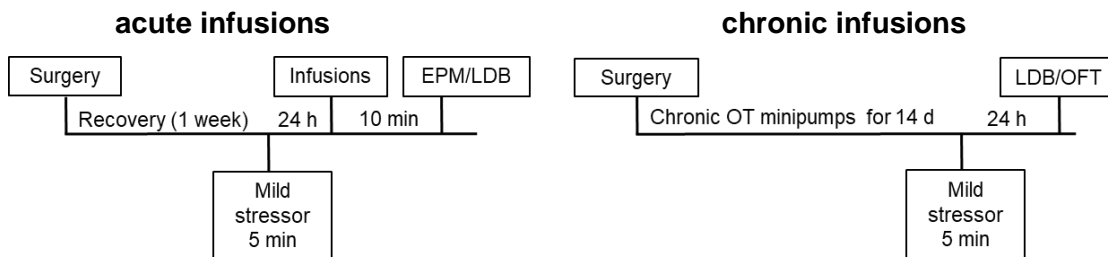 acute infusions
Surgery
Infusions
EPM/LDB
Recovery (1 week)
24 h
10 min
Mild
stressor
5 min
chronic infusions
Surgery
LDB/OFT
Chronic OT minipumps for 14 d
24 h
Mild
stressor
5 min